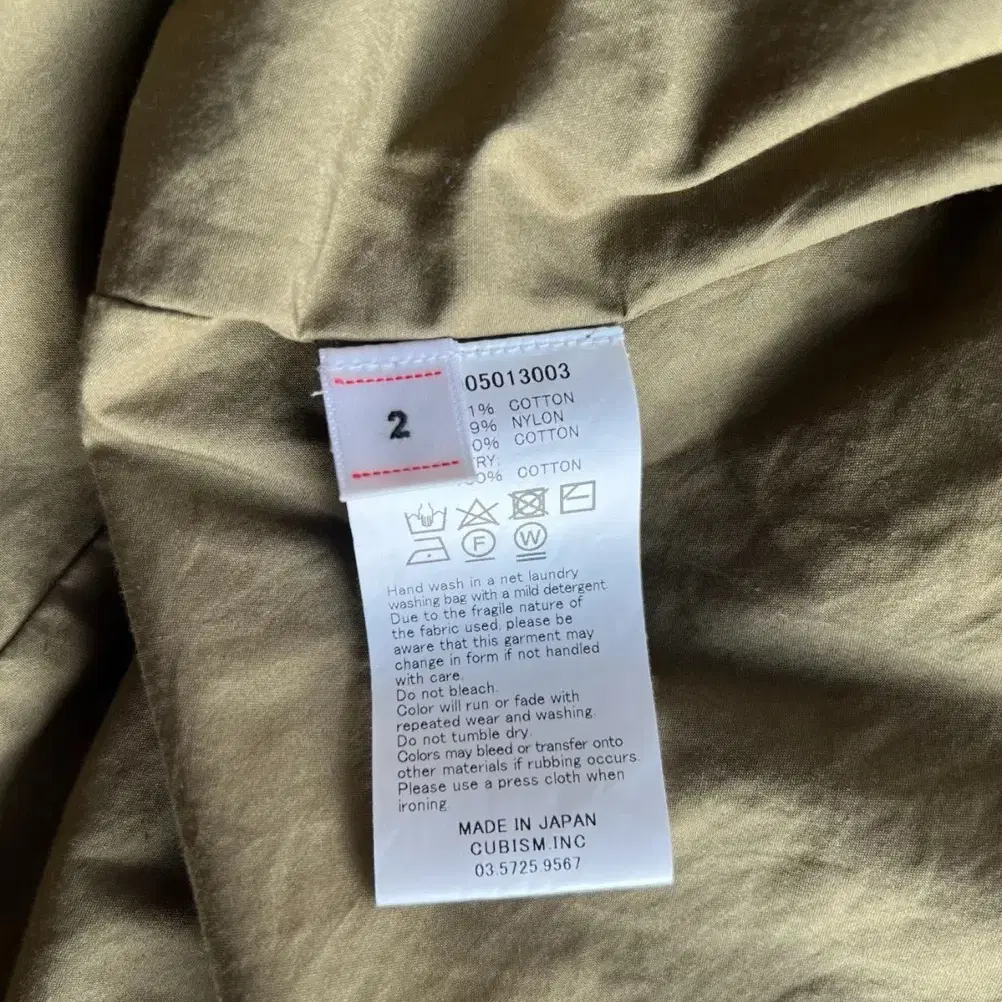 2
05013003
1% COTTON
9% NYLON
0% COTTON
RY:
00% COTTON
F
W
Hand wash in a net laundry
washing bag with a mild detergent.
Due to the fragile nature of
the fabric used, please be
aware that this garment may
change in form if not handled
with care.
Do not bleach.
Color will run or fade with
repeated wear and washing.
Do not tumble dry.
Colors may bleed or transfer onto
other materials if rubbing occurs.
Please use a press cloth when
ironing.
MADE IN JAPAN
CUBISM.INC
03.5725.9567